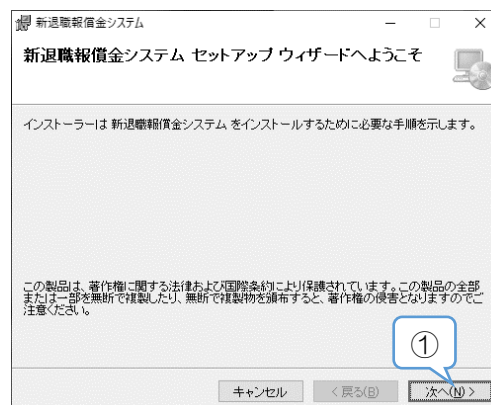 新退職報償金システム
新退職報償金システム セットアップ ウィザードへようこそ
インストーラーは 新退職報償金システム をインストールするために必要な手順を示します。
この製品は、著作権に関する法律および国際条約により保護されています。この製品の全部
または一部を無断で複製したり、無断で複製物を頒布すると、著作権の侵害となりますのでご
注意ください。
①
キャンセル < 戻る(B) 次へ(N) >